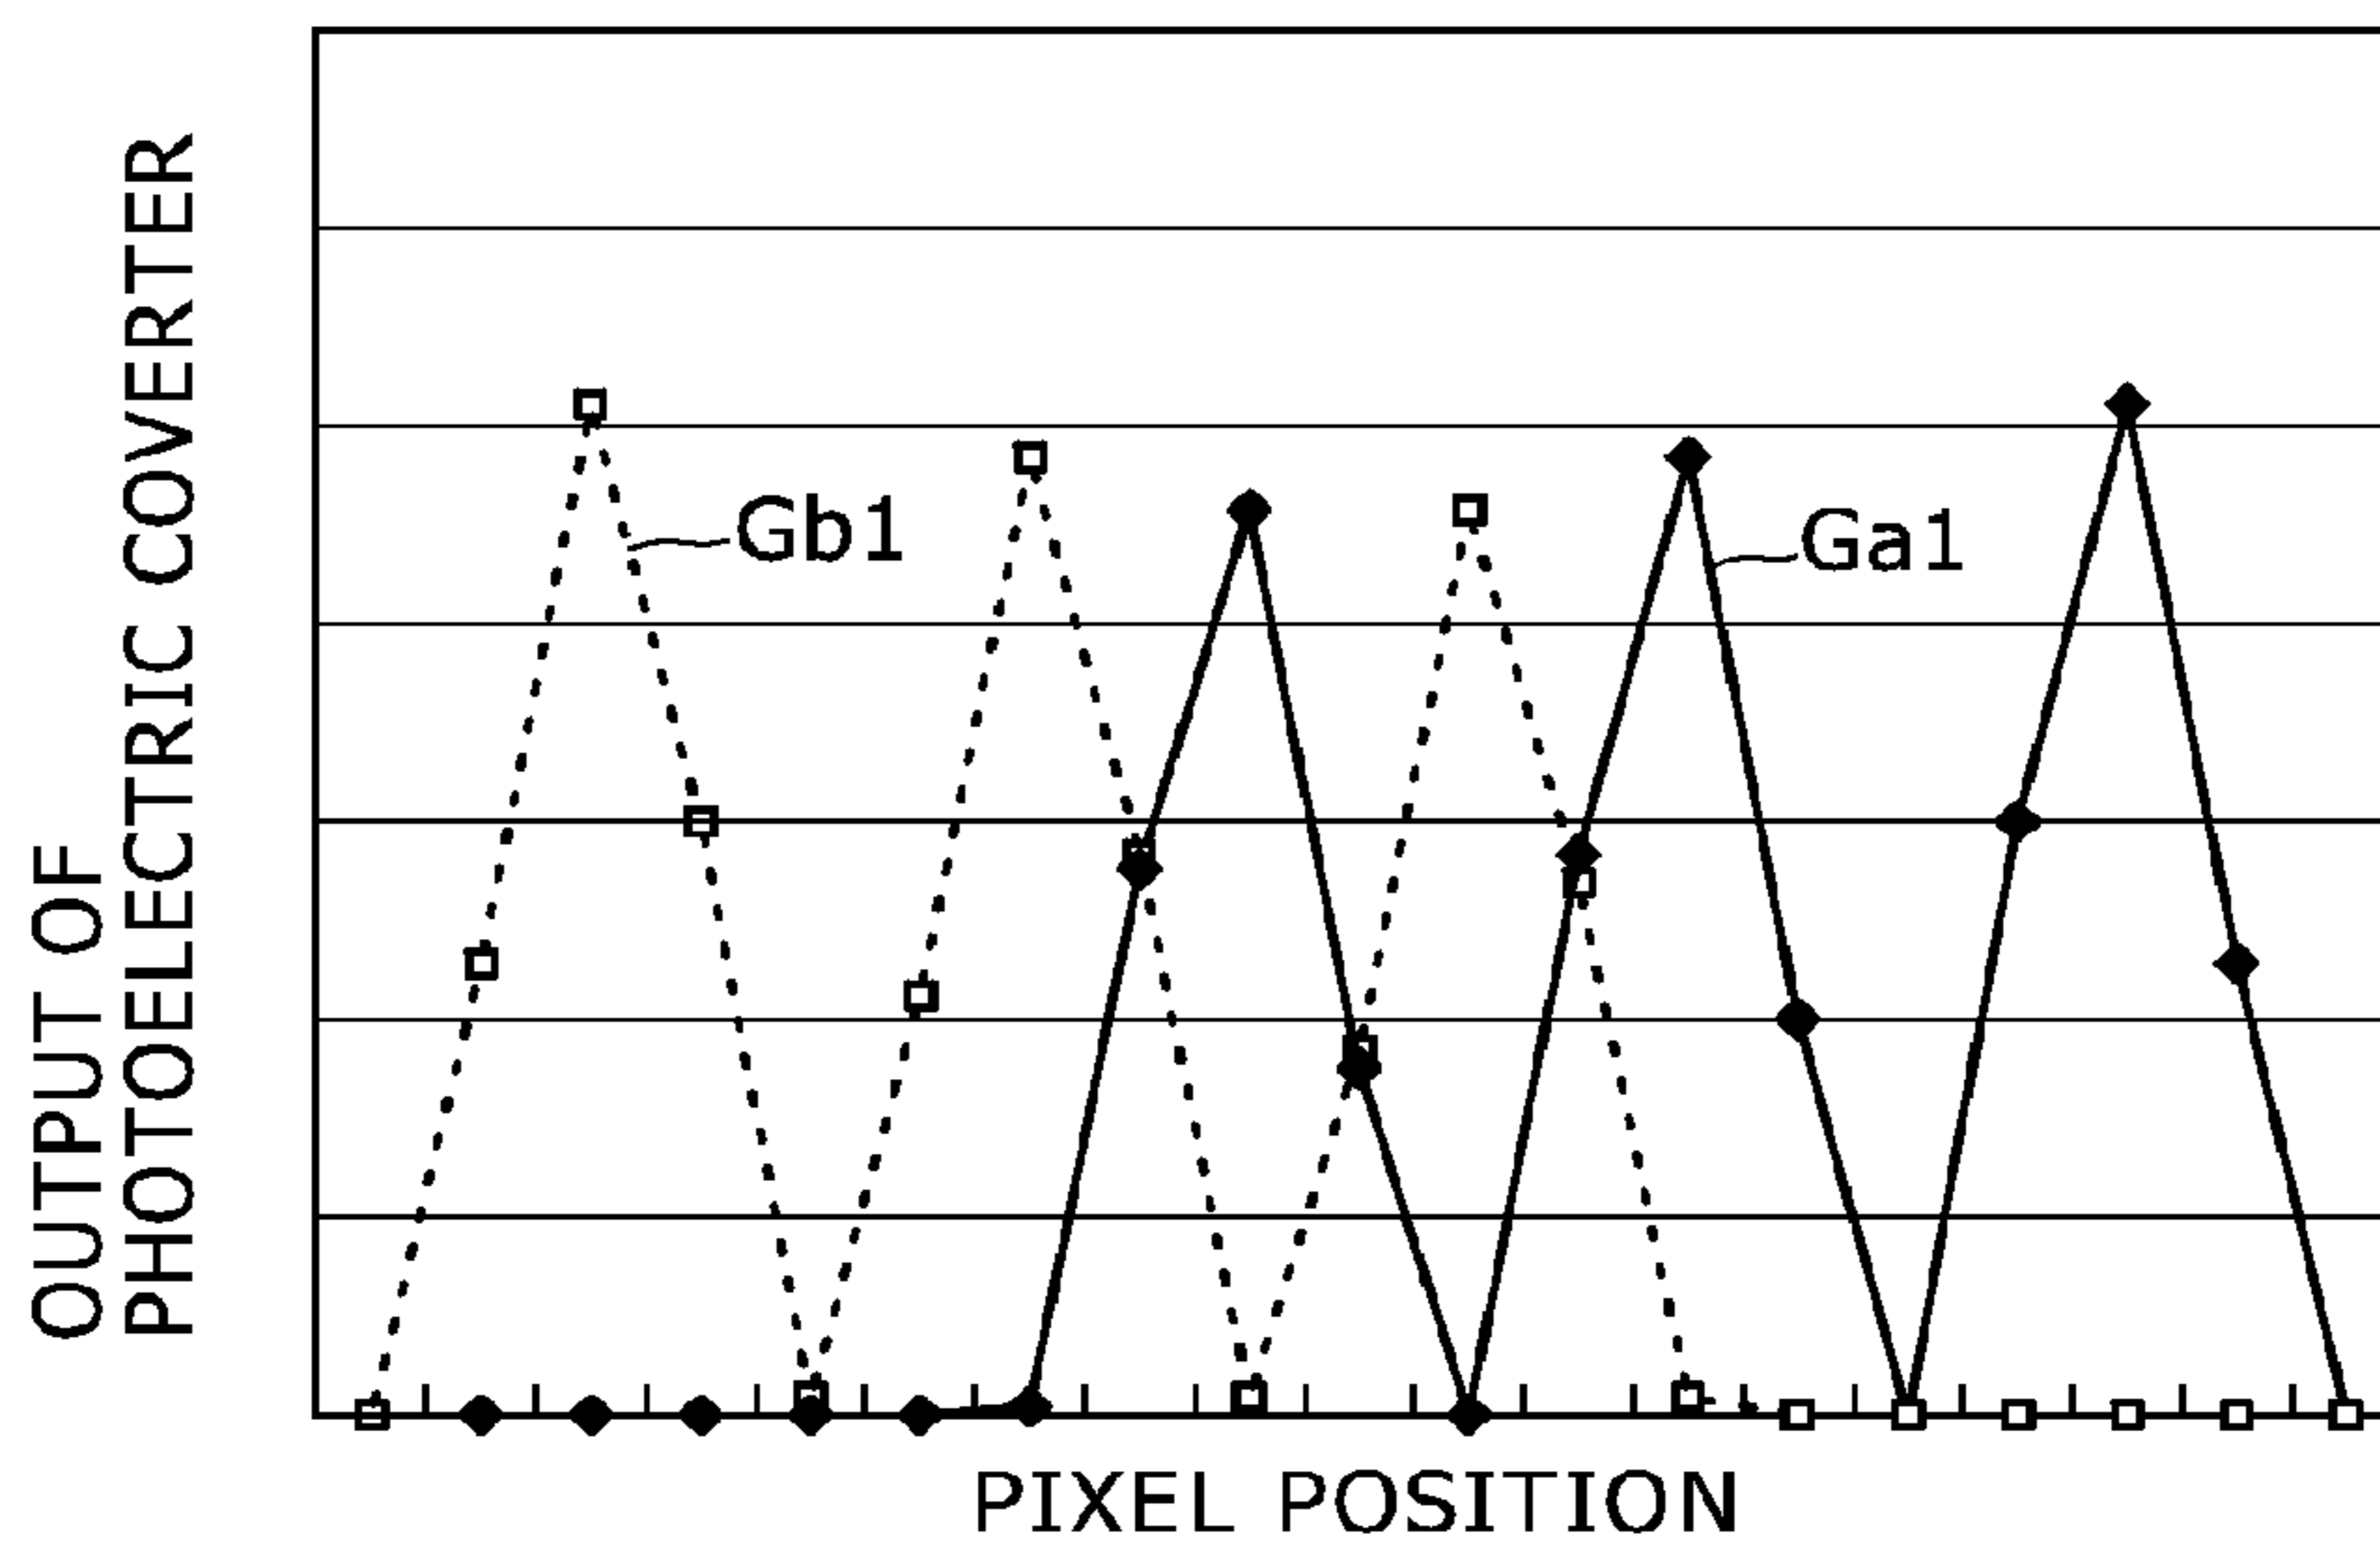 OUTPUT OF
PHOTOELECTRIC COVERTER
Gb1
Ga1
PIXEL POSITION